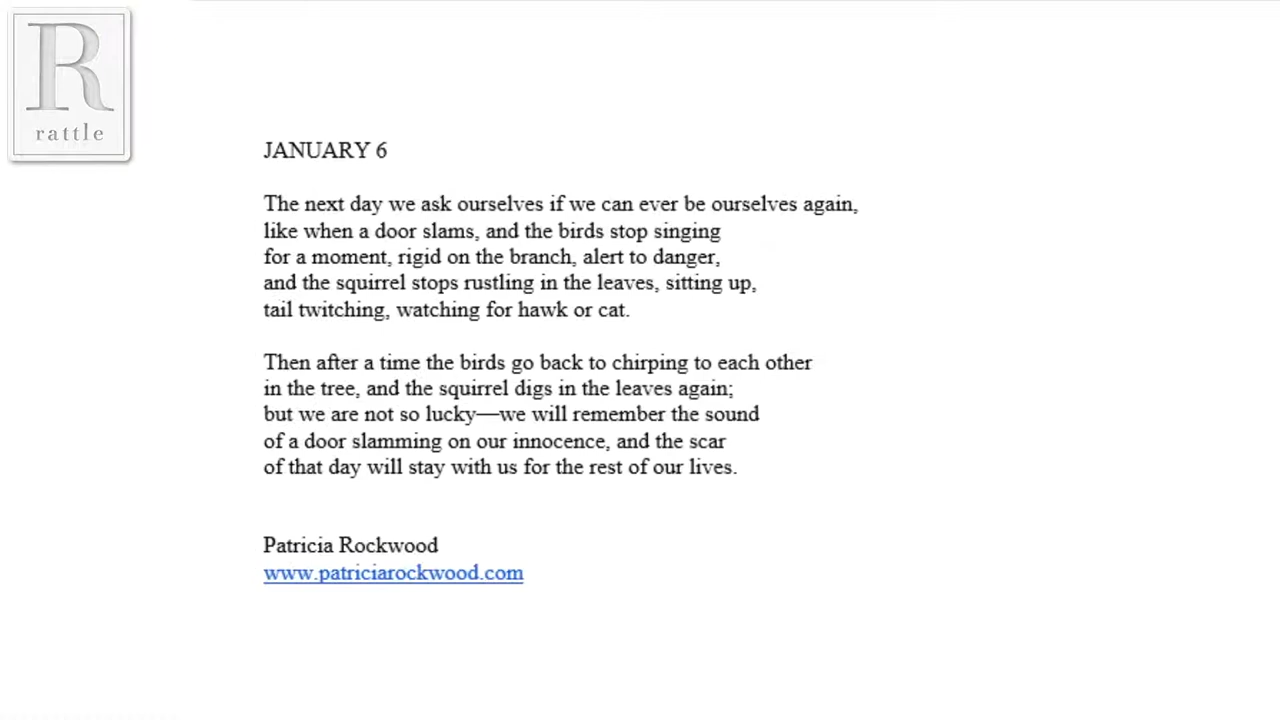 R
rattle
JANUARY 6
The next day we ask ourselves if we can ever be ourselves again,
like when a door slams, and the birds stop singing
for a moment, rigid on the branch, alert to danger,
and the squirrel stops rustling in the leaves, sitting up,
tail twitching, watching for hawk or cat.
Then after a time the birds go back to chirping to each other
in the tree, and the squirrel digs in the leaves again;
but we are not so lucky—we will remember the sound
of a door slamming on our innocence, and the scar
of that day will stay with us for the rest of our lives.
Patricia Rockwood
www.patriciarockwood.com